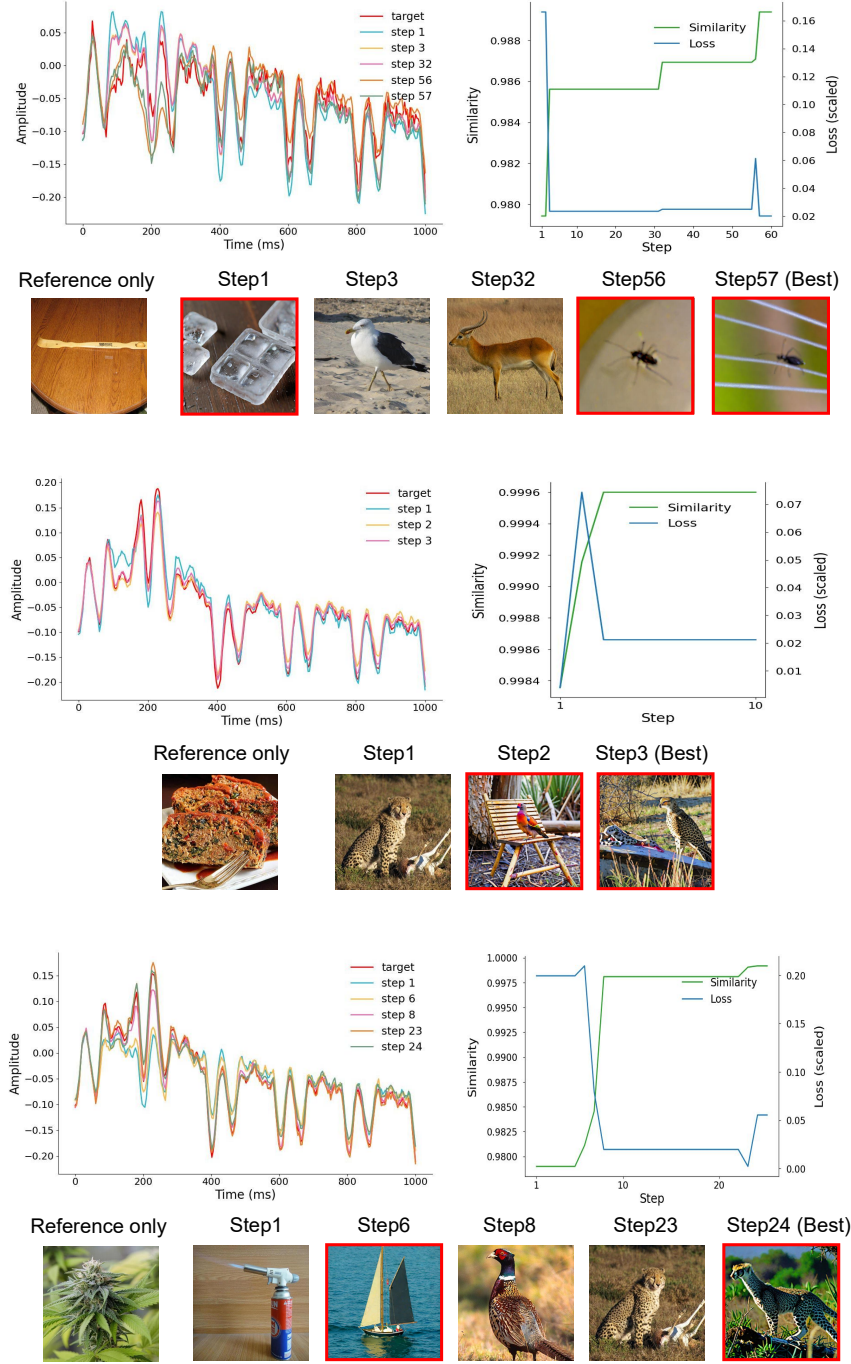 0.05
0.00
−0.05
−0.10
−0.15
−0.20
Amplitude
0 200 400 600 800 1000
Time (ms)
target
step 1
step 3
step 32
step 56
step 57
0.988
0.986
0.984
0.982
0.980
Similarity
Similarity
Loss
0.16
0.14
0.12
0.10
0.08
0.06
0.04
0.02
Loss (scaled)
1 10 20 30 40 50 60
Step
Reference only Step1 Step3 Step32 Step56 Step57 (Best)
0.20
0.15
0.10
0.05
0.00
−0.05
−0.10
−0.15
−0.20
Amplitude
0 200 400 600 800 1000
Time (ms)
target
step 1
step 2
step 3
0.9996
0.9994
0.9992
0.9990
0.9988
0.9986
0.9984
Similarity
Similarity
Loss
0.07
0.06
0.05
0.04
0.03
0.02
0.01
Loss (scaled)
1 10
Step
Reference only Step1 Step2 Step3 (Best)
0.15
0.10
0.05
0.00
−0.05
−0.10
−0.15
−0.20
Amplitude
0 200 400 600 800 1000
Time (ms)
target
step 1
step 6
step 8
step 23
step 24
1.0000
0.9975
0.9950
0.9925
0.9900
0.9875
0.9850
0.9825
0.9800
Similarity
Similarity
Loss
0.20
0.15
0.10
0.05
0.00
Loss (scaled)
1 10 20
Step
Reference only Step1 Step6 Step8 Step23 Step24 (Best)